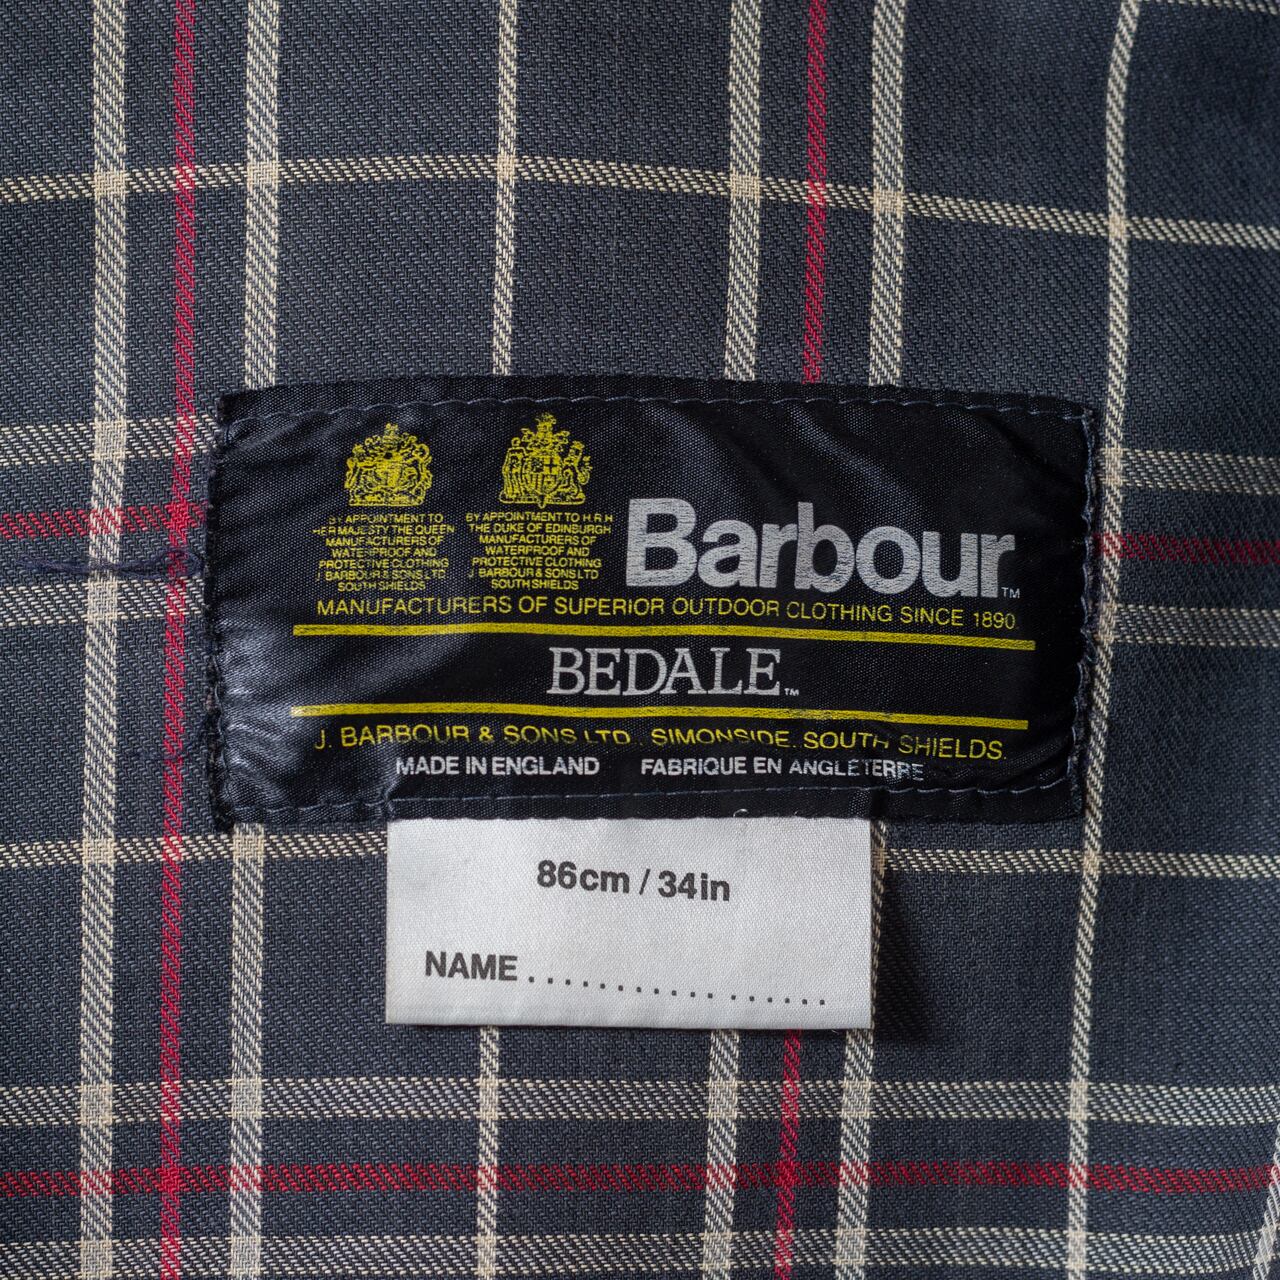 BY APPOINTMENT TO
HER MAJESTY THE QUEEN
MANUFACTURERS OF
WATERPROOF AND
PROTECTIVE CLOTHING
J BARBOUR & SONS LTD
SOUTH SHIELDS
BY APPOINTMENT TO H.R.H
THE DUKE OF EDINBURGH
MANUFACTURERS OF
WATERPROOF AND
PROTECTIVE CLOTHING
J BARBOUR & SONS LTD
SOUTH SHIELDS
Barbour™
MANUFACTURERS OF SUPERIOR OUTDOOR CLOTHING SINCE 1890
BEDALE™
J. BARBOUR & SONS LTD., SIMONSIDE, SOUTH SHIELDS.
MADE IN ENGLAND FABRIQUE EN ANGLETERRE
86cm / 34in
NAME .................